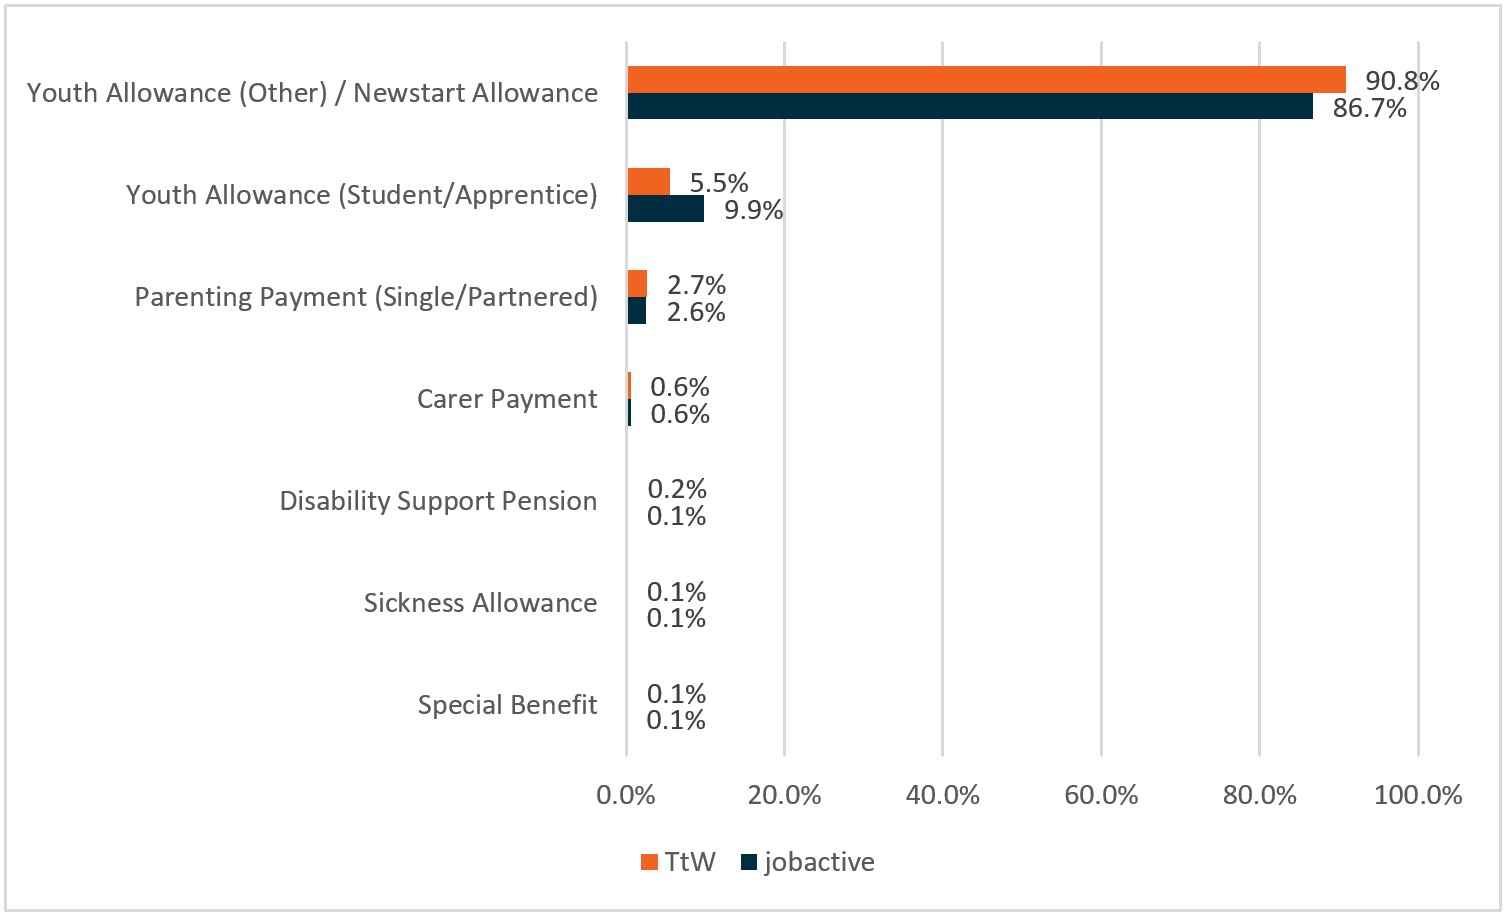 Youth Allowance (Other) / Newstart Allowance
90.8%
86.7%
Youth Allowance (Student/Apprentice)
5.5%
9.9%
Parenting Payment (Single/Partnered)
2.7%
2.6%
Carer Payment
0.6%
0.6%
Disability Support Pension
0.2%
0.1%
Sickness Allowance
0.1%
0.1%
Special Benefit
0.1%
0.1%
0.0% 20.0% 40.0% 60.0% 80.0% 100.0%
TtW jobactive